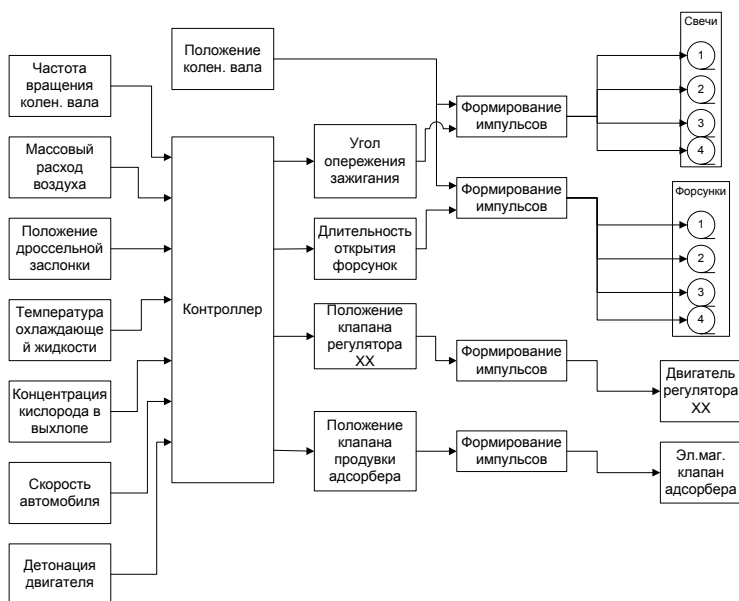 Свечи
Положение
колен. вала
1
Частота
вращения
колен. вала
2
Формирование
импульсов
3
4
Массовый
расход
воздуха
Угол
опережения
зажигания
Форсунки
Формирование
импульсов
1
Положение
дроссельной
заслонки
Длительность
открытия
форсунок
2
3
4
Температура
охлаждающе
й жидкости
Контроллер
Положение
клапана
регулятора
ХХ
Формирование
импульсов
Двигатель
регулятора
ХХ
Концентрация
кислорода в
выхлопе
Положение
клапана
продувки
адсорбера
Формирование
импульсов
Эл.маг.
клапан
адсорбера
Скорость
автомобиля
Детонация
двигателя